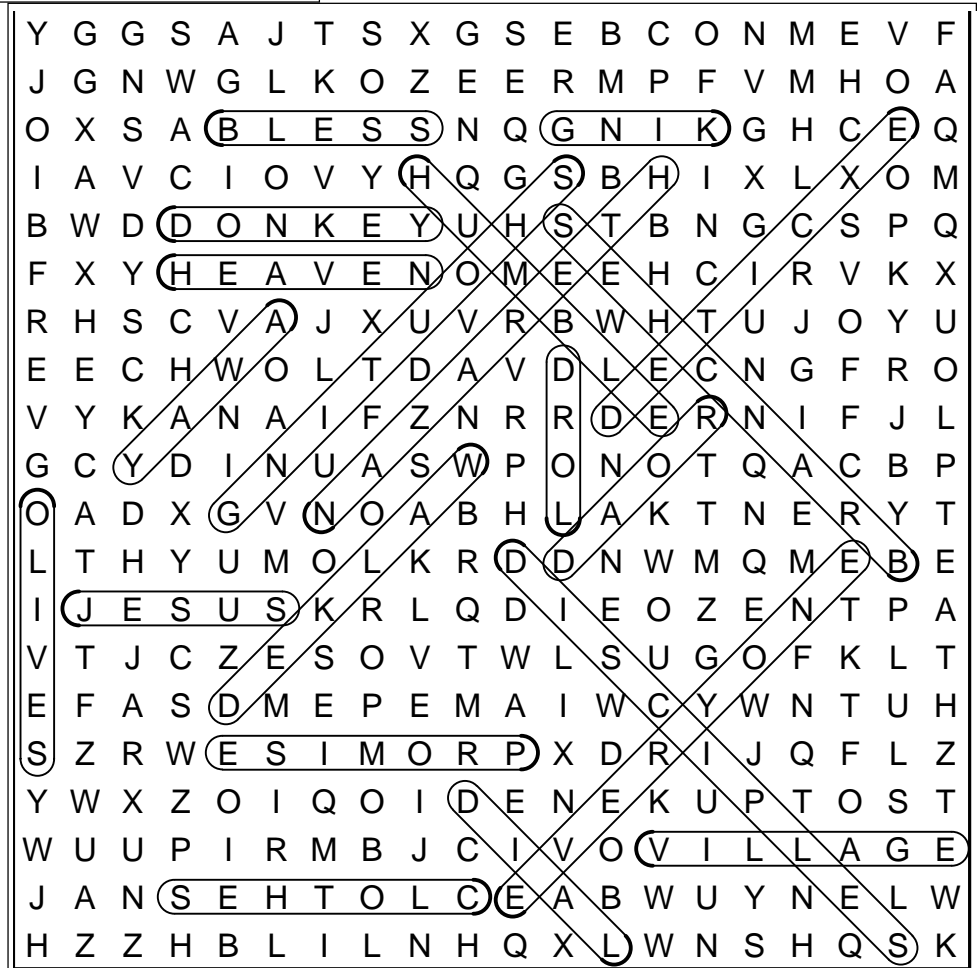 Y G G S A J T S X G S E B C O N M E V F
J G N W G L K O Z E E R M P F V M H O A
O X S A B L E S S N Q G N I K G H C E Q
I A V C I O V Y H Q G S B H I X L X O M
B W D D O N K E Y U H S T B N G C S P Q
F X Y H E A V E N O M E E H C I R V K X
R H S C V A J X U V R B W H T U J O Y U
E E C H W O L T D A V D L E C N G F R O
V Y K A N A I F Z N R R D E R N I F J L
G C Y D I N U A S W P O N O T Q A C B P
O A D X G V N O A B H L A K T N E R Y T
L T H Y U M O L K R D D N W M Q M E B E
I J E S U S K R L Q D I E O Z E N T P A
V T J C Z E S O V T W L S U G O F K L T
E F A S D M E P E M A I W C Y W N T U H
S Z R W E S I M O R P X D R I J Q F L Z
Y W X Z O I Q O I D E N E K U P T O S T
W U U P I R M B J C I V O V I L L A G E
J A N S E H T O L C E A B W U Y N E L W
H Z Z H B L I L N H Q X L W N S H Q S K